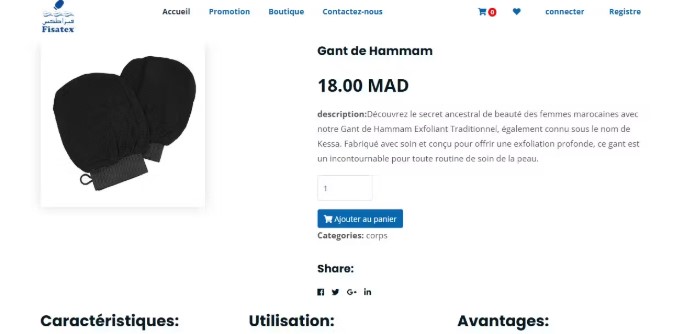 Fisatex
Accueil Promotion Boutique Contactez-nous 0 connecter Registre
Gant de Hammam
18.00 MAD
description:Découvrez le secret ancestral de beauté des femmes marocaines avec
notre Gant de Hammam Exfoliant Traditionnel, également connu sous le nom de
Kessa. Fabriqué avec soin et conçu pour offrir une exfoliation profonde, ce gant est
un incontournable pour toute routine de soin de la peau.
1
Ajouter au panier
Categories: corps
Share:
Caractéristiques: Utilisation: Avantages: